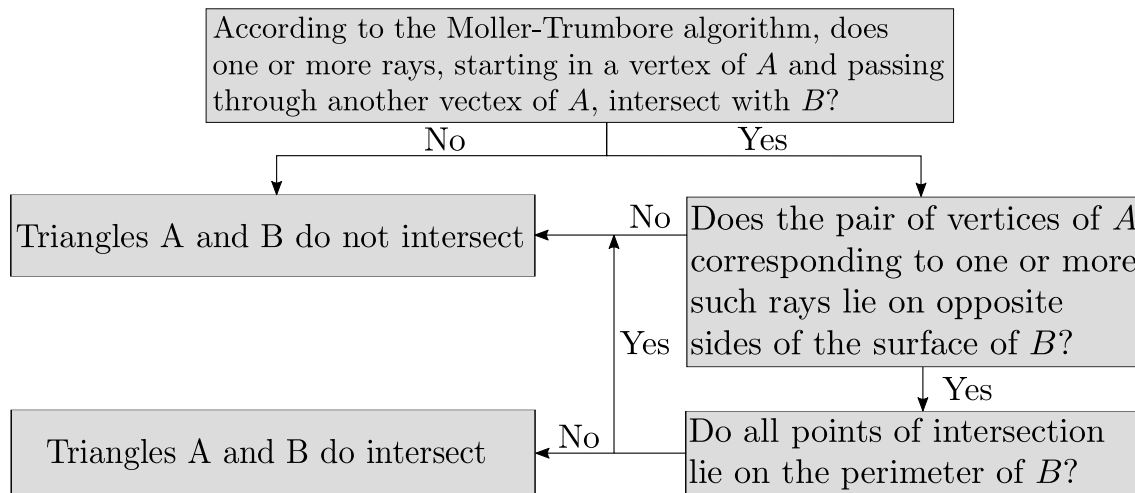 According to the Moller-Trumbore algorithm, does
one or more rays, starting in a vertex of A and passing
through another vectex of A, intersect with B?
No
Yes
Triangles A and B do not intersect
No
Does the pair of vertices of A
corresponding to one or more
such rays lie on opposite
sides of the surface of B?
Yes
Yes
Triangles A and B do intersect
No
Do all points of intersection
lie on the perimeter of B?